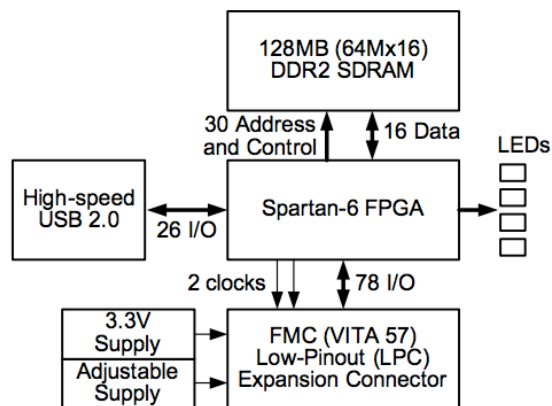 128MB (64Mx16)
DDR2 SDRAM
30 Address
and Control
16 Data
LEDs
High-speed
USB 2.0
26 I/O
Spartan-6 FPGA
2 clocks
78 I/O
3.3V
Supply
Adjustable
Supply
FMC (VITA 57)
Low-Pinout (LPC)
Expansion Connector